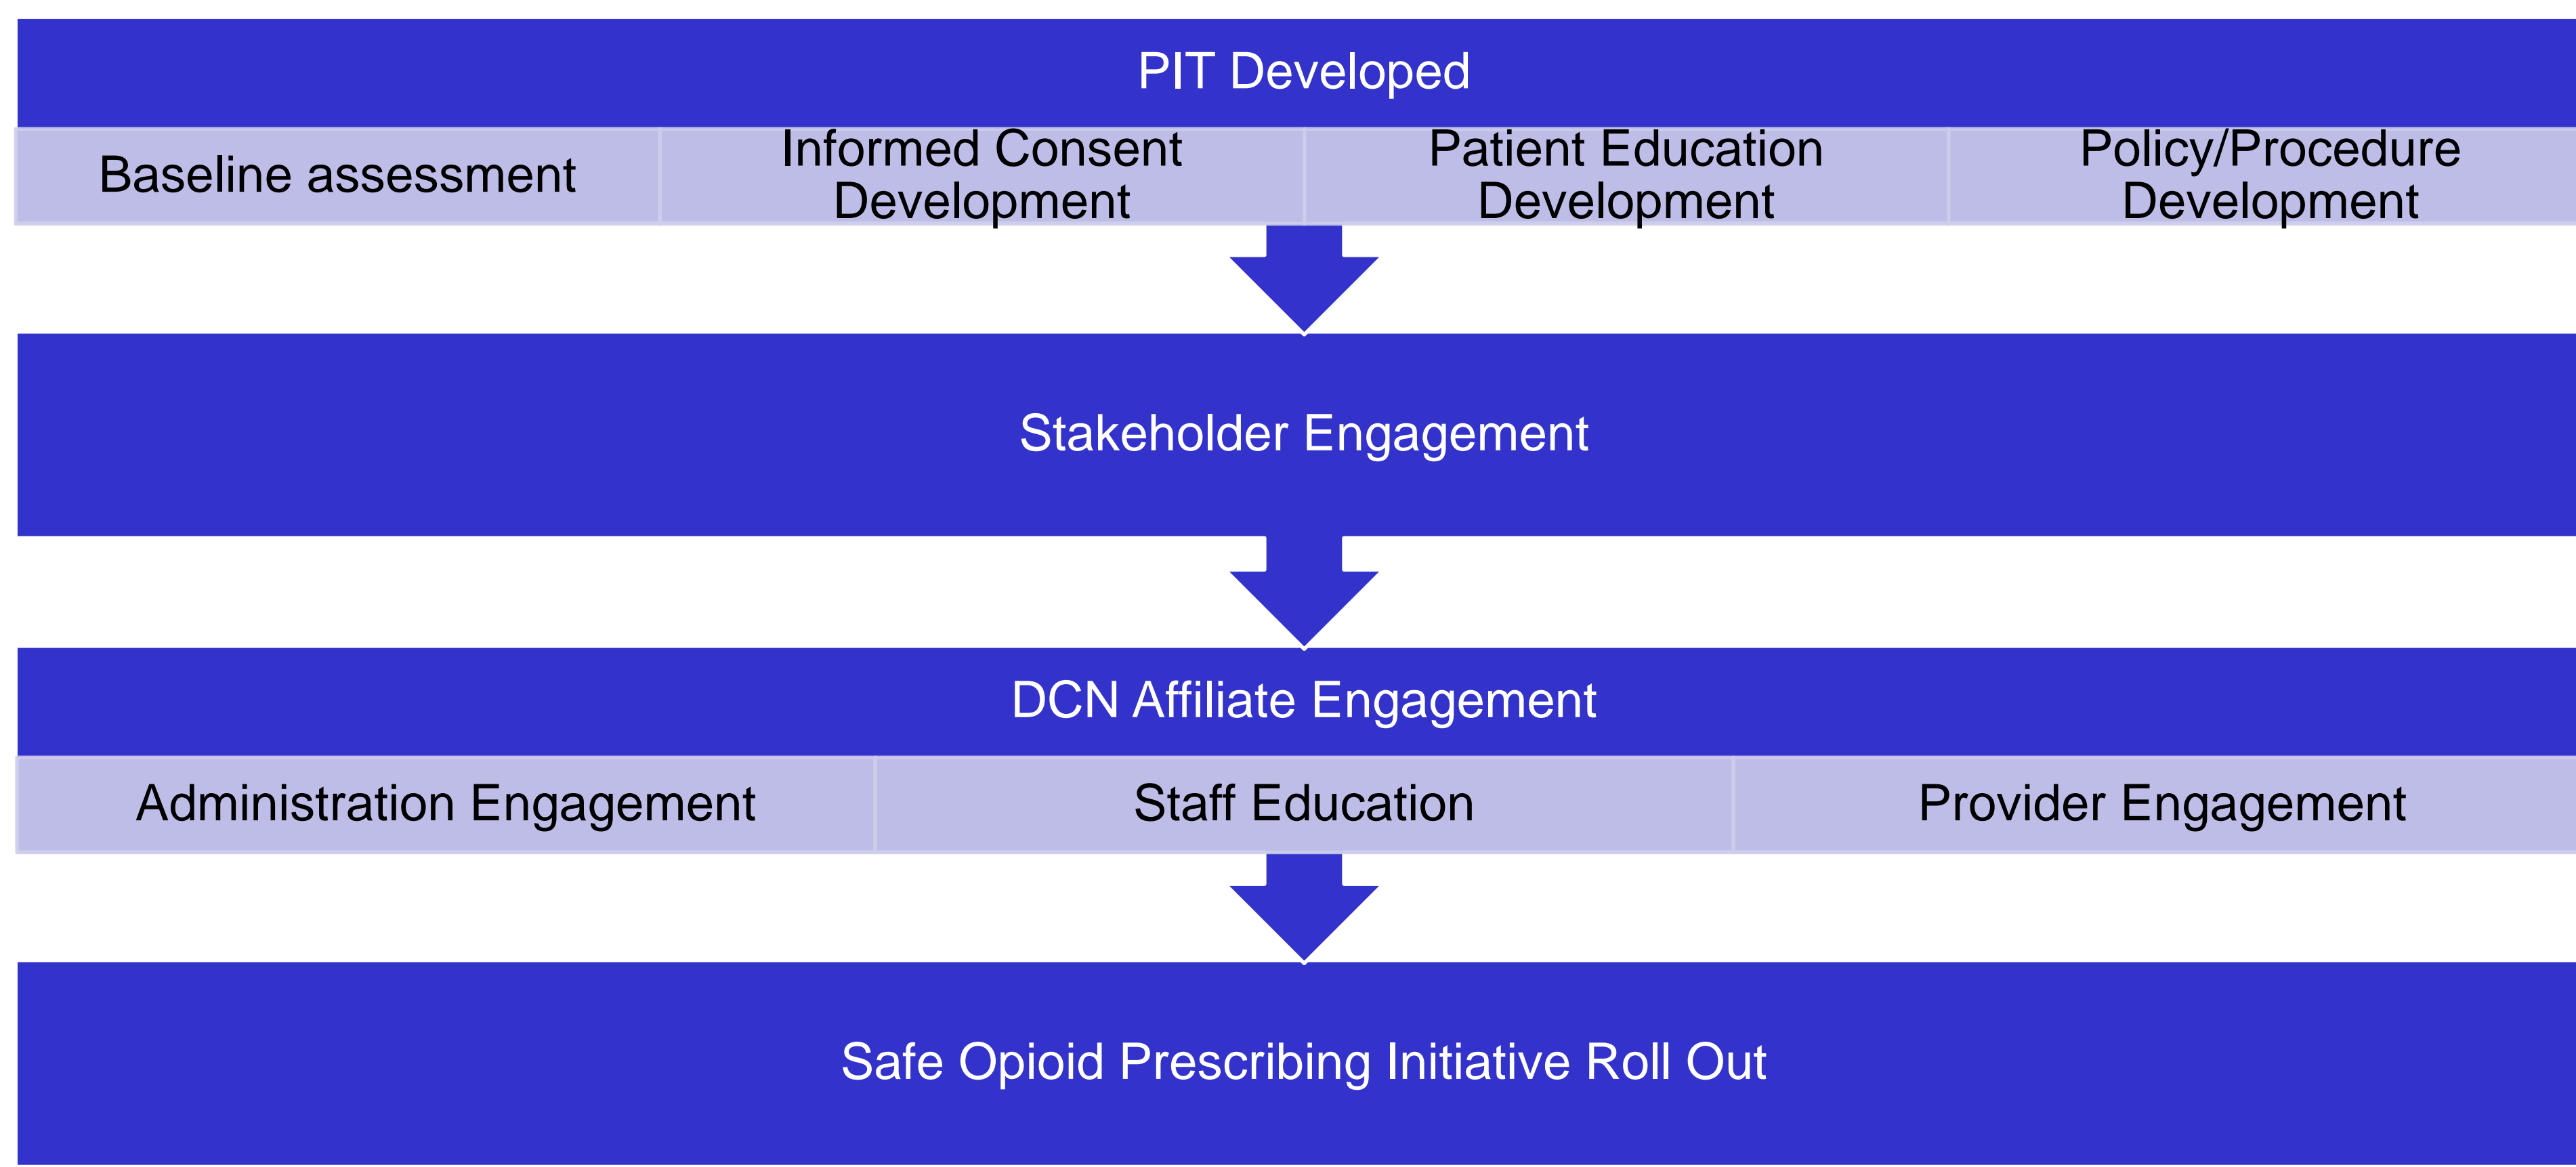 PIT Developed
Baseline assessment
Informed Consent
Development
Patient Education
Development
Policy/Procedure
Development
Stakeholder Engagement
DCN Affiliate Engagement
Administration Engagement
Staff Education
Provider Engagement
Safe Opioid Prescribing Initiative Roll Out